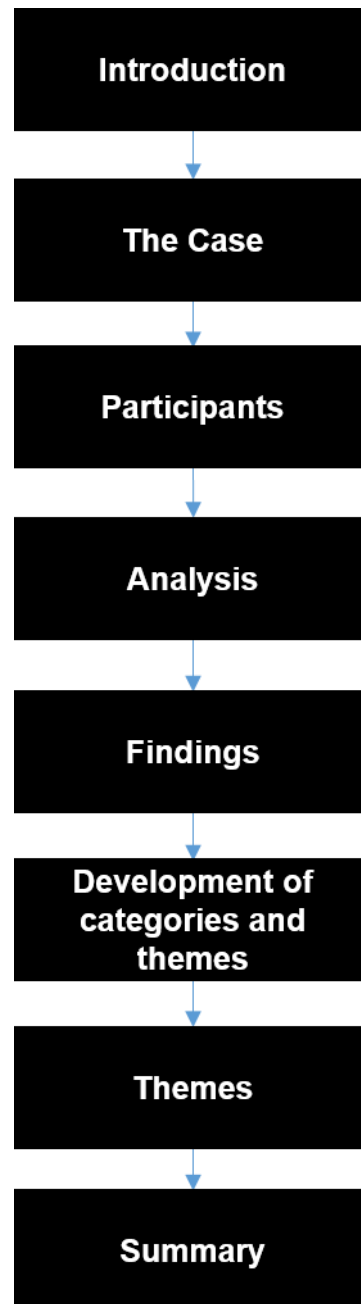 Introduction
The Case
Participants
Analysis
Findings
Development of
categories and
themes
Themes
Summary